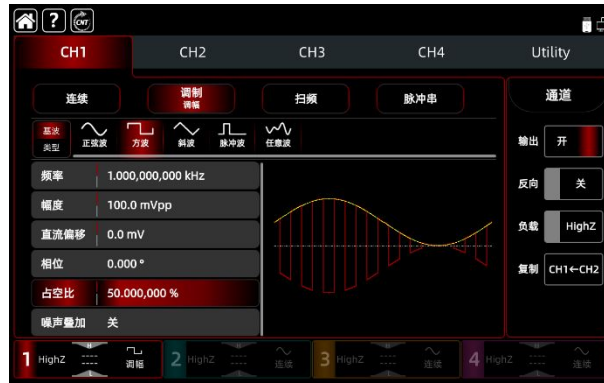 ? CNT
CH1 CH2 CH3 CH4 Utility
连续 调制 扫频 脉冲串 通道
调幅
基波 类型 正弦波 方波 斜波 脉冲波 任意波
输出 开
频率 1.000,000,000 kHz
反向 关
幅度 100.0 mVpp
直流偏移 0.0 mV
负载 HighZ
相位 0.000 °
复制 CH1←CH2
占空比 50.000,000 %
噪声叠加 关
1 HighZ H ---- L 调幅 2 HighZ ---- 连续 3 HighZ ---- 连续 4 HighZ ---- 连续